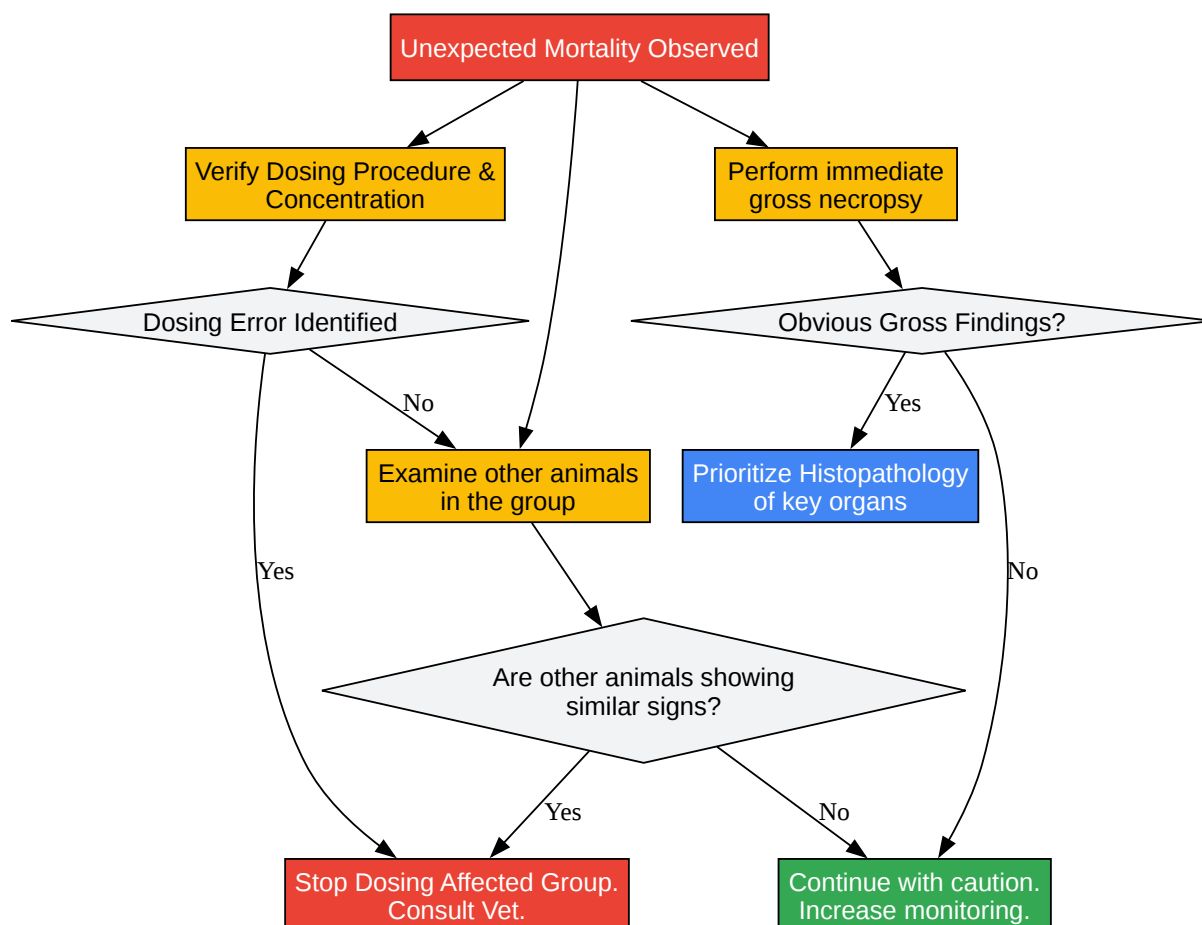 Unexpected Mortality Observed
Verify Dosing Procedure &
Concentration
Perform immediate
gross necropsy
Dosing Error Identified
Obvious Gross Findings?
No
Yes
Examine other animals
in the group
Prioritize Histopathology
of key organs
Yes
No
Are other animals showing
similar signs?
Yes
No
Stop Dosing Affected Group.
Consult Vet.
Continue with caution.
Increase monitoring.